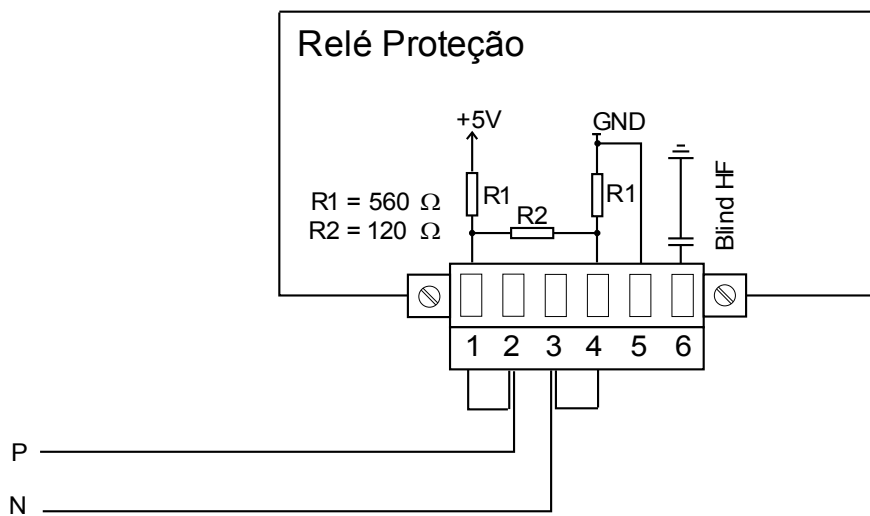 Relé Proteção
+5V
GND
R1
R1
R1 = 560 Ω
R2
R2 = 120 Ω
Blind HF
1 2 3 4 5 6
P
N